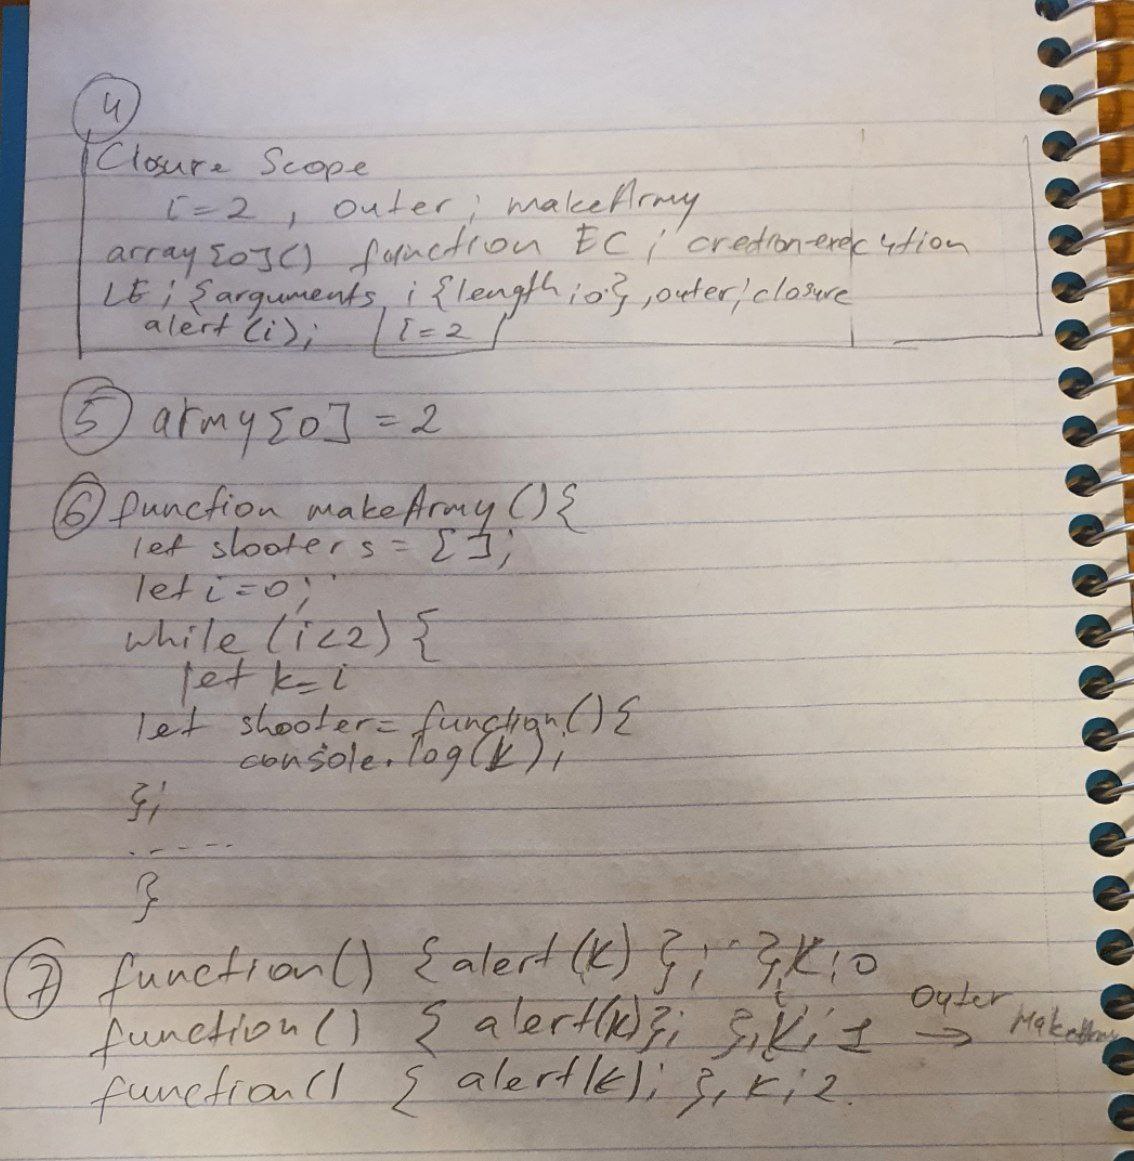 4
Closure Scope
i=2, outer; makeArmy
array[0]() function EC; creation-execution
LE; {arguments; {length;0}, outer; closure
alert(i); i=2
5 army[0] = 2
6 function makeArmy(){
let shooters = [];
let i=0;
while (i<2) {
let k=i
let shooter= function(){
console.log(k);
};
.....
}
7 function() {alert(k) }; },k;0
function() { alert(k)}; },k;1 → outer makeArmy
function() { alert(k); }, k;2.